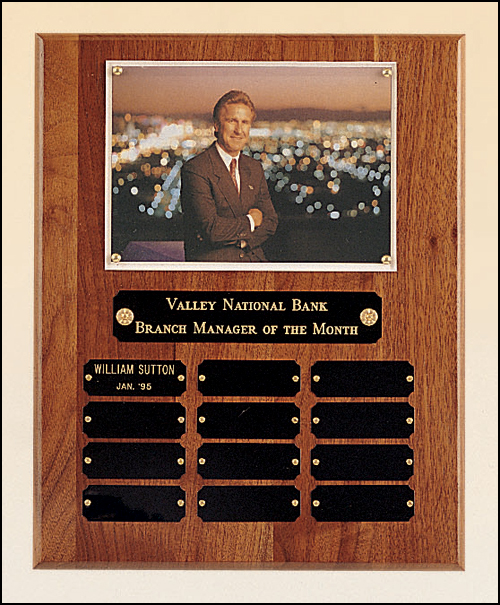 Valley National Bank
Branch Manager of the Month
WILLIAM SUTTON
JAN. '95